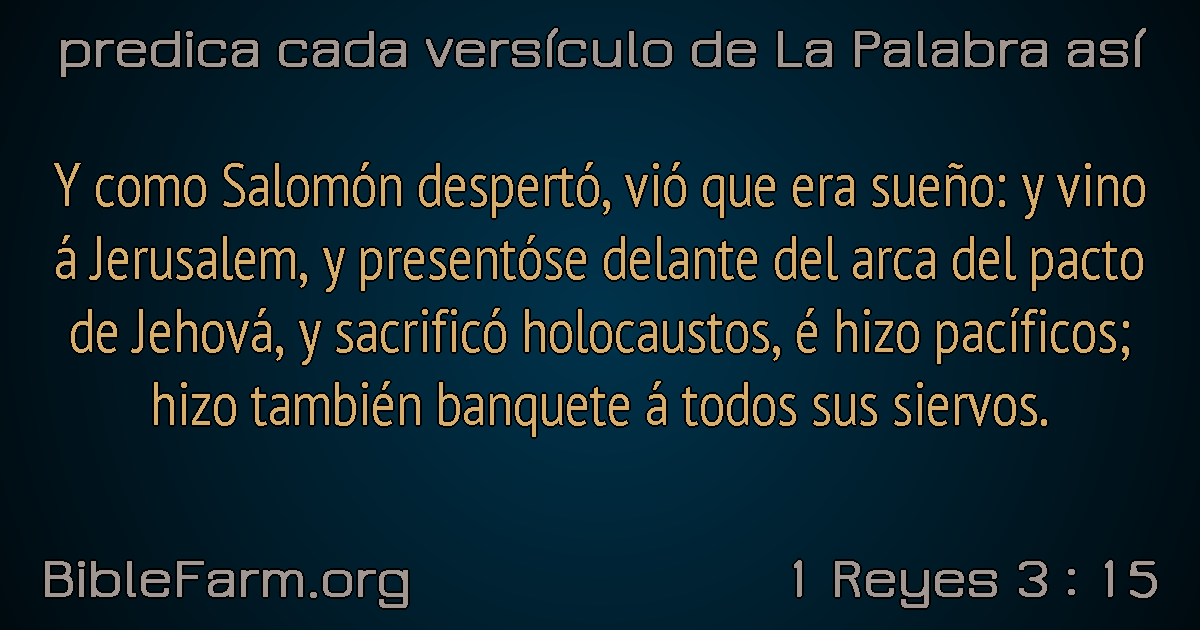 predica cada versículo de La Palabra así
Y como Salomón despertó, vió que era sueño: y vino
á Jerusalem, y presentóse delante del arca del pacto
de Jehová, y sacrificó holocaustos, é hizo pacíficos;
hizo también banquete á todos sus siervos.
BibleFarm.org
1 Reyes 3 : 15